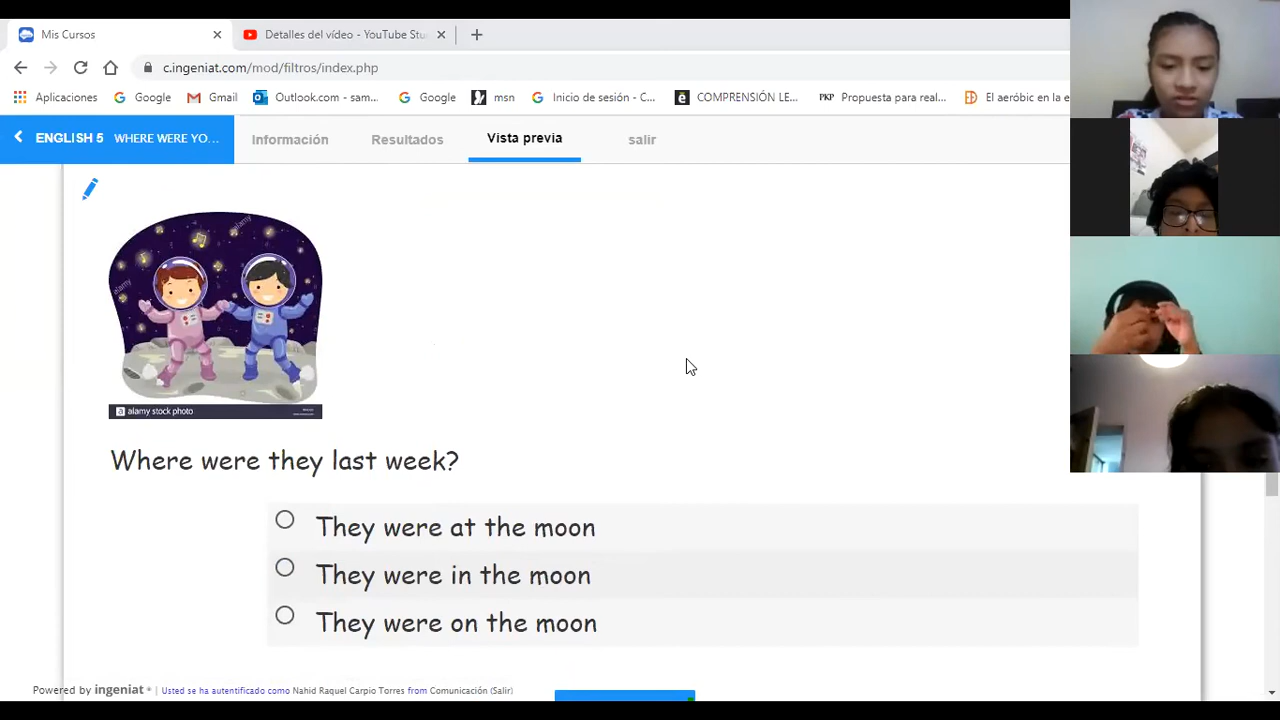 Mis Cursos
Detalles del vídeo - YouTube Stu
c.ingeniat.com/mod/filtros/index.php
Aplicaciones
Google
Gmail
Outlook.com - sam...
Google
msn
Inicio de sesión - C...
COMPRENSIÓN LE...
PKP
Propuesta para real...
El aeróbic en la e
ENGLISH 5 WHERE WERE YO...
Información
Resultados
Vista previa
salir
alamy
alamy
a alamy stock photo
Where were they last week?
They were at the moon
They were in the moon
They were on the moon
Powered by ingeniat ® | Usted se ha autentificado como Nahid Raquel Carpio Torres from Comunicación (Salir)